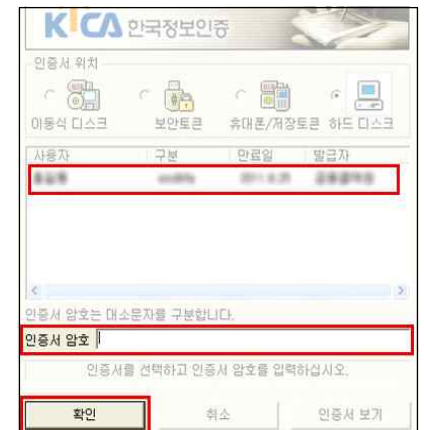 KICA 한국정보인증
인증서 위치
이동식 디스크 보안토큰 휴대폰/저장토큰 하드 디스크
사용자 구분 만료일 발급자
인증서 암호는 대소문자를 구분합니다.
인증서 암호
인증서를 선택하고 인증서 암호를 입력하십시오.
확인 취소 인증서 보기